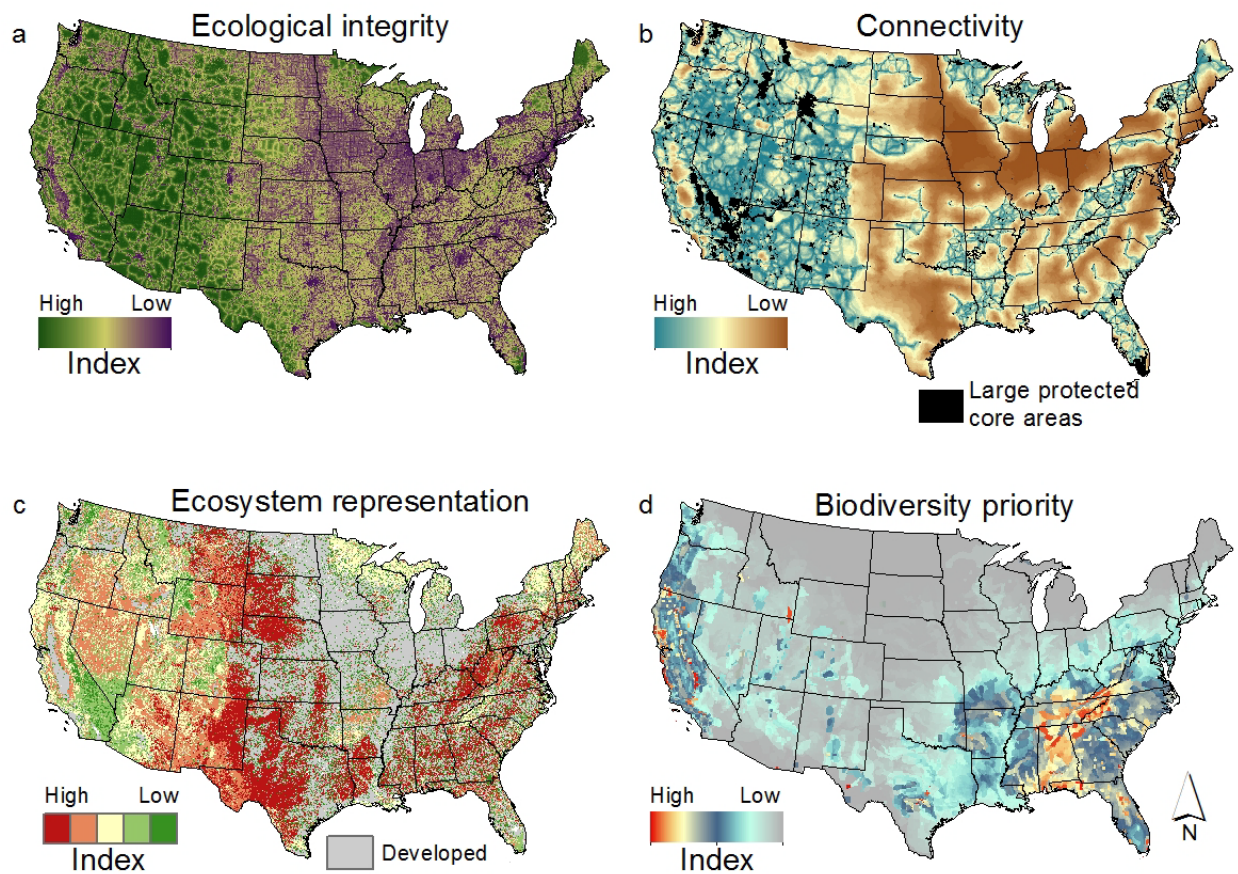 a
Ecological integrity
High Low
Index
b
Connectivity
High Low
Index
Large protected
core areas
c
Ecosystem representation
High Low
Index
Developed
d
Biodiversity priority
High Low
Index
N